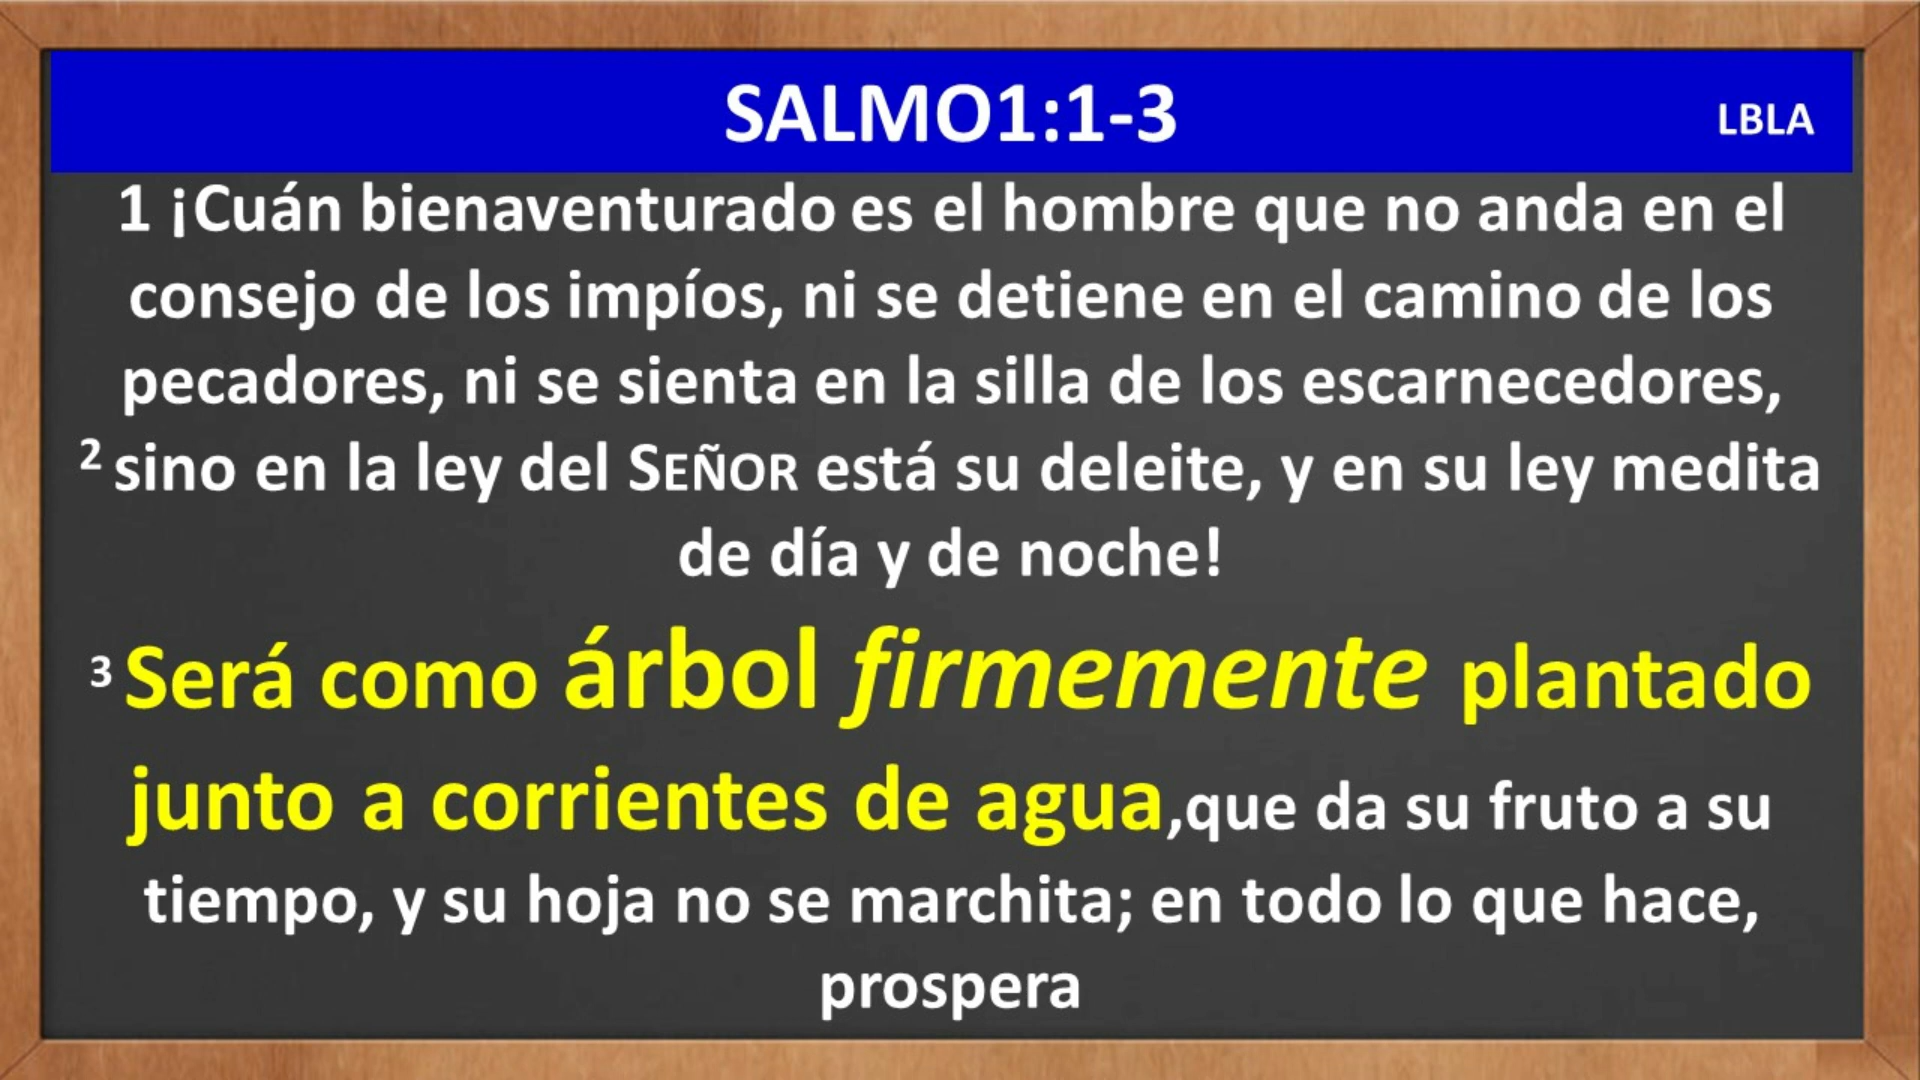 SALMO1:1-3 LBLA
1 ¡Cuán bienaventurado es el hombre que no anda en el
consejo de los impíos, ni se detiene en el camino de los
pecadores, ni se sienta en la silla de los escarnecedores,
2 sino en la ley del SEÑOR está su deleite, y en su ley medita
de día y de noche!
3 Será como árbol firmemente plantado
junto a corrientes de agua,que da su fruto a su
tiempo, y su hoja no se marchita; en todo lo que hace,
prospera